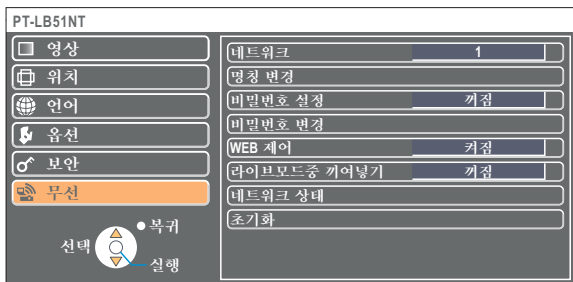 PT-LB51NT
영상
위치
언어
옵션
보안
무선
선택
복귀
실행
네트워크 1
명칭 변경
비밀번호 설정 꺼짐
비밀번호 변경
WEB 제어 켜짐
라이브모드중 끼여넣기 꺼짐
네트워크 상태
초기화